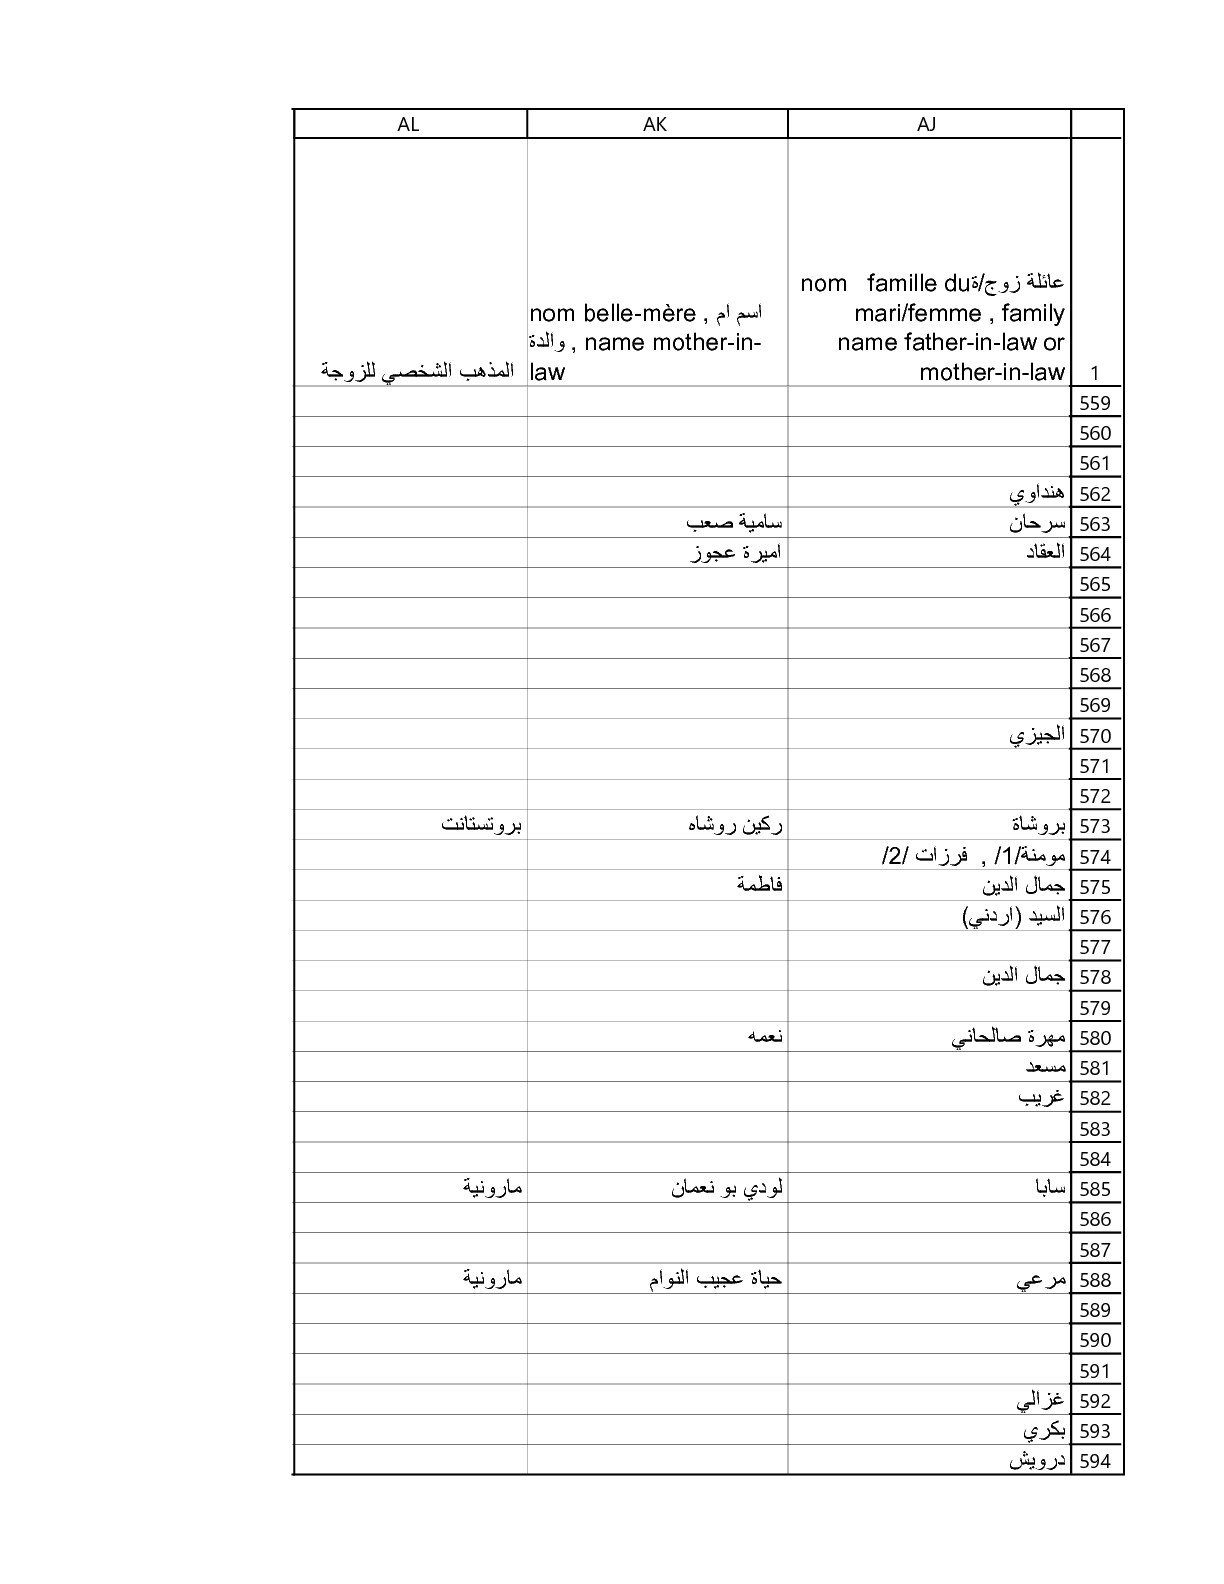 AJ AK AL
عائلة زوج/ة nom famille du
mari/femme , family
name father-in-law or
mother-in-law
اسم ام , nom belle-mère
والدة , name mother-in-
law
المذهب الشخصي للزوجة
1
559
560
561
562 هنداوي
563 سرحان سامية صعب
564 العقاد اميرة عجوز
565
566
567
568
569
570 الجيزي
571
572
573 بروشاة ركين روشاه بروتستانت
574 مومنة/1/ , فرزات /2/
575 جمال الدين فاطمة
576 السيد (اردني)
577
578 جمال الدين
579
580 مهرة صالحاني نعمه
581 مسعد
582 غريب
583
584
585 سابا لودي بو نعمان مارونية
586
587
588 مرعي حياة عجيب النوام مارونية
589
590
591
592 غزالي
593 بكري
594 درويش